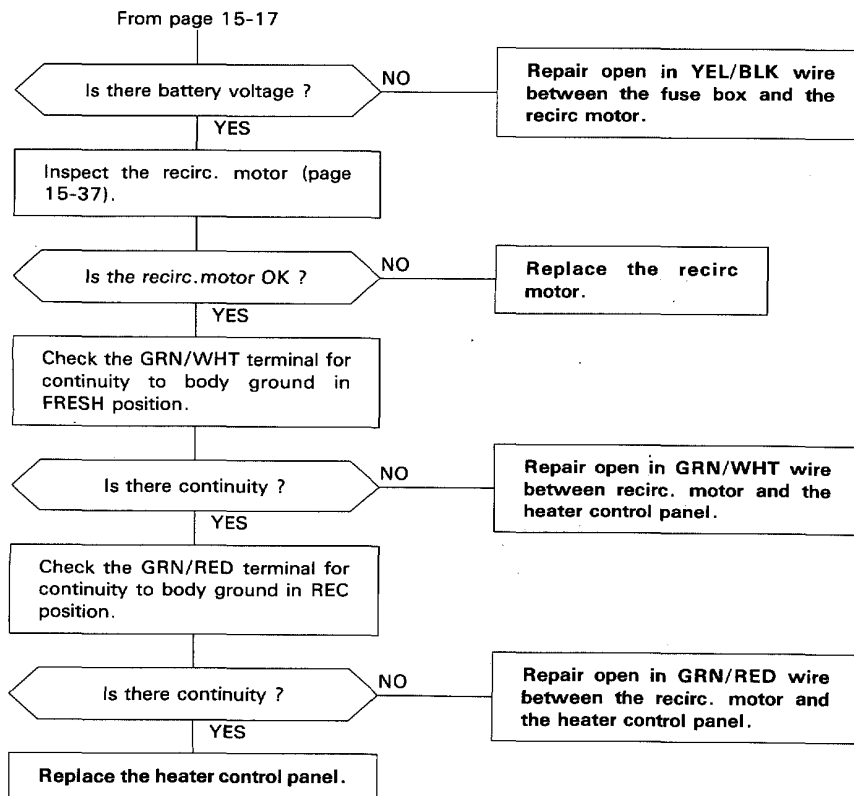 From page 15-17
Is there battery voltage ?
NO
Repair open in YEL/BLK wire
between the fuse box and the
recirc motor.
YES
Inspect the recirc. motor (page
15-37).
Is the recirc.motor OK ?
NO
Replace the recirc
motor.
YES
Check the GRN/WHT terminal for
continuity to body ground in
FRESH position.
Is there continuity ?
NO
Repair open in GRN/WHT wire
between recirc. motor and the
heater control panel.
YES
Check the GRN/RED terminal for
continuity to body ground in REC
position.
Is there continuity ?
NO
Repair open in GRN/RED wire
between the recirc. motor and
the heater control panel.
YES
Replace the heater control panel.